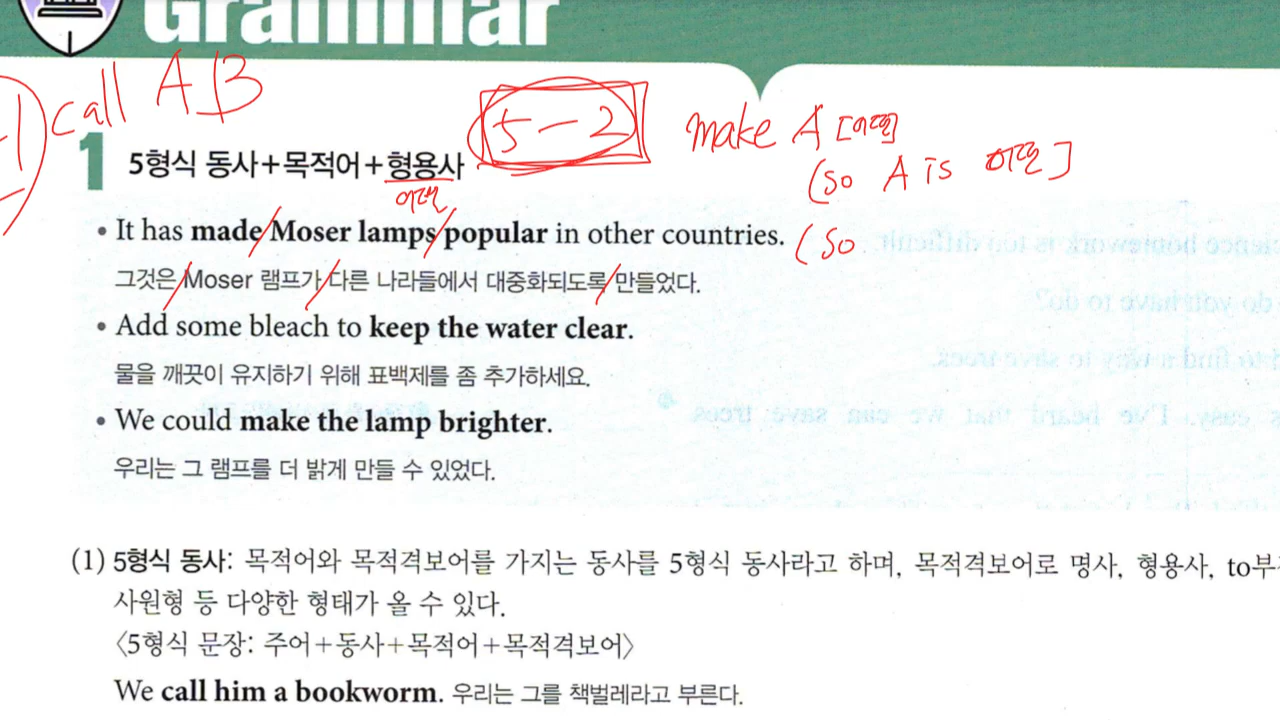 Grammar
call A B
5-2
make A [어떤]
(so A is 어떤]
1 5형식 동사+목적어+형용사
어떤
• It has made/Moser lamps/popular in other countries.
(so
그것은/Moser 램프가/다른 나라들에서 대중화되도록/만들었다.
• Add some bleach to keep the water clear.
물을 깨끗이 유지하기 위해 표백제를 좀 추가하세요.
• We could make the lamp brighter.
우리는 그 램프를 더 밝게 만들 수 있었다.
(1) 5형식 동사: 목적어와 목적격보어를 가지는 동사를 5형식 동사라고 하며, 목적격보어로 명사, 형용사, to부
사원형 등 다양한 형태가 올 수 있다.
〈5형식 문장: 주어+동사+목적어+목적격보어〉
We call him a bookworm. 우리는 그를 책벌레라고 부른다.